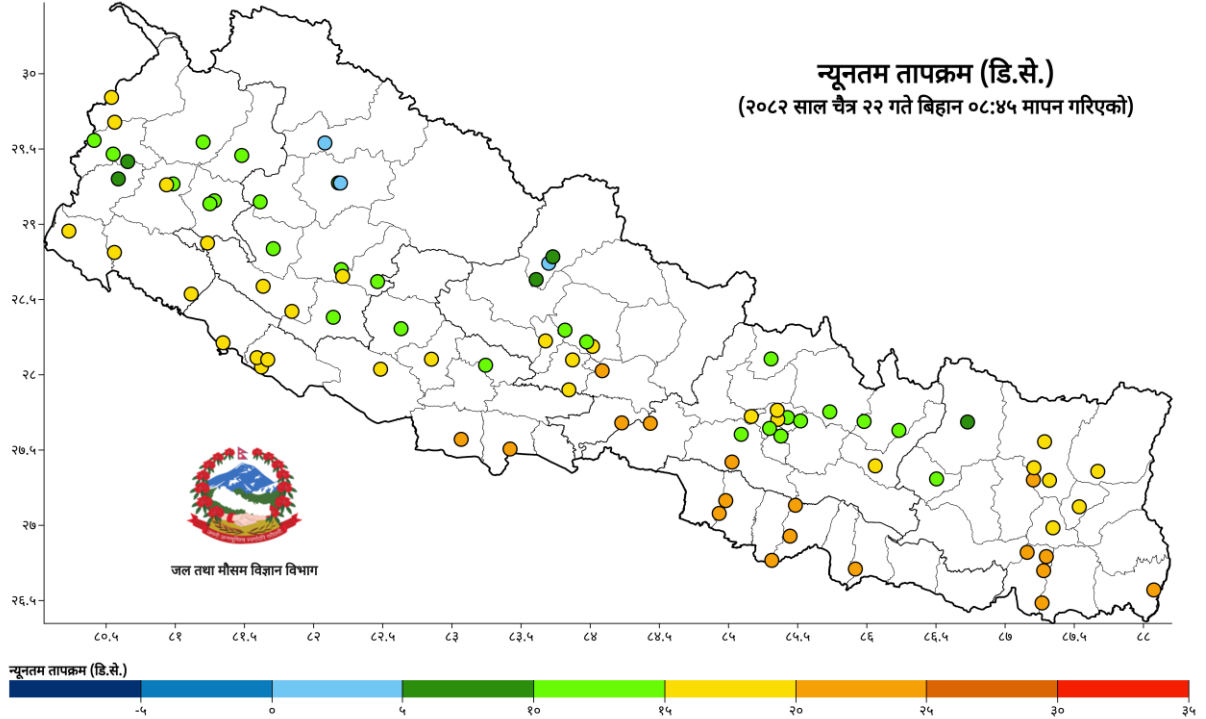 न्यूनतम तापक्रम (डि.से.)
(२०८२ साल चैत्र २२ गते बिहान ०८:४५ मापन गरिएको)
३०
२९.५
२९
२८.५
२८
२७.५
२७
२६.५
जल तथा मौसम विज्ञान विभाग
८०.५ ८१ ८१.५ ८२ ८२.५ ८३ ८३.५ ८४ ८४.५ ८५ ८५.५ ८६ ८६.५ ८७ ८७.५ ८८
न्यूनतम तापक्रम (डि.से.)
-५ ० ५ १० १५ २० २५ ३० ३५